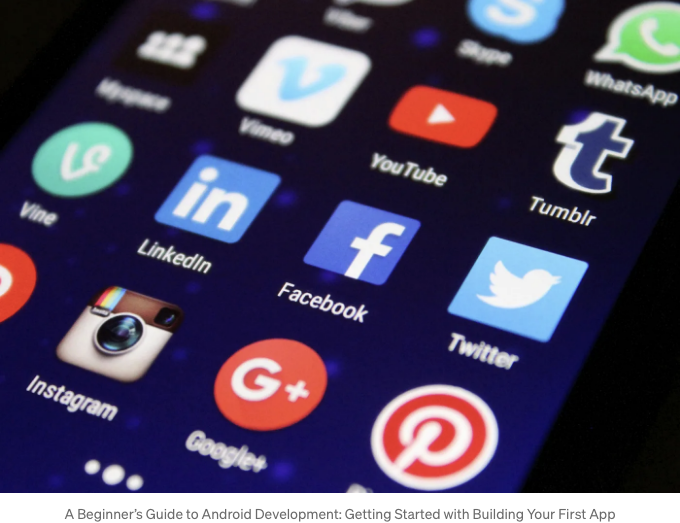 Viber
Skype
WhatsApp
Myspace
Vimeo
YouTube
Tumblr
Vine
in
LinkedIn
f
Facebook
Twitter
Instagram
G+
Google+
A Beginner's Guide to Android Development: Getting Started with Building Your First App